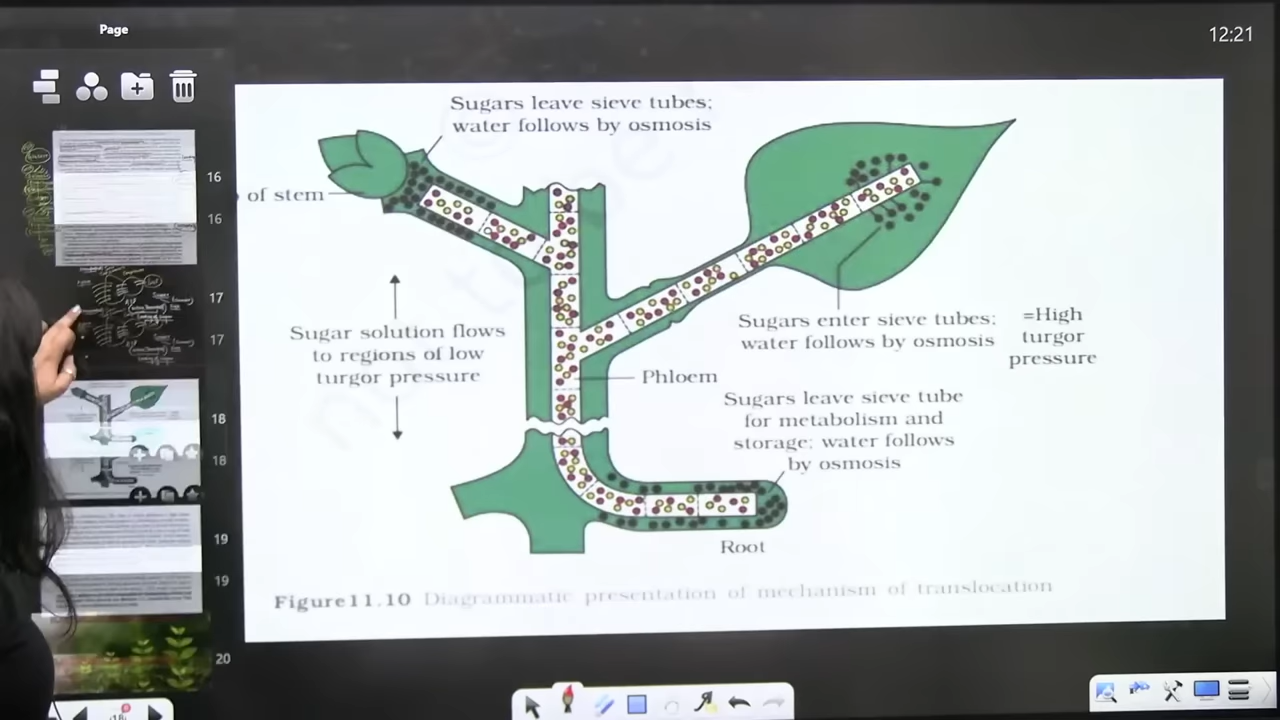 Page
12:21
16
16
17
17
18
18
19
19
20
18
Sugars leave sieve tubes;
water follows by osmosis
of stem
Sugar solution flows
to regions of low
turgor pressure
Sugars enter sieve tubes;
water follows by osmosis
=High
turgor
pressure
Phloem
Sugars leave sieve tube
for metabolism and
storage; water follows
by osmosis
Root
Figure11.10 Diagrammatic presentation of mechanism of translocation